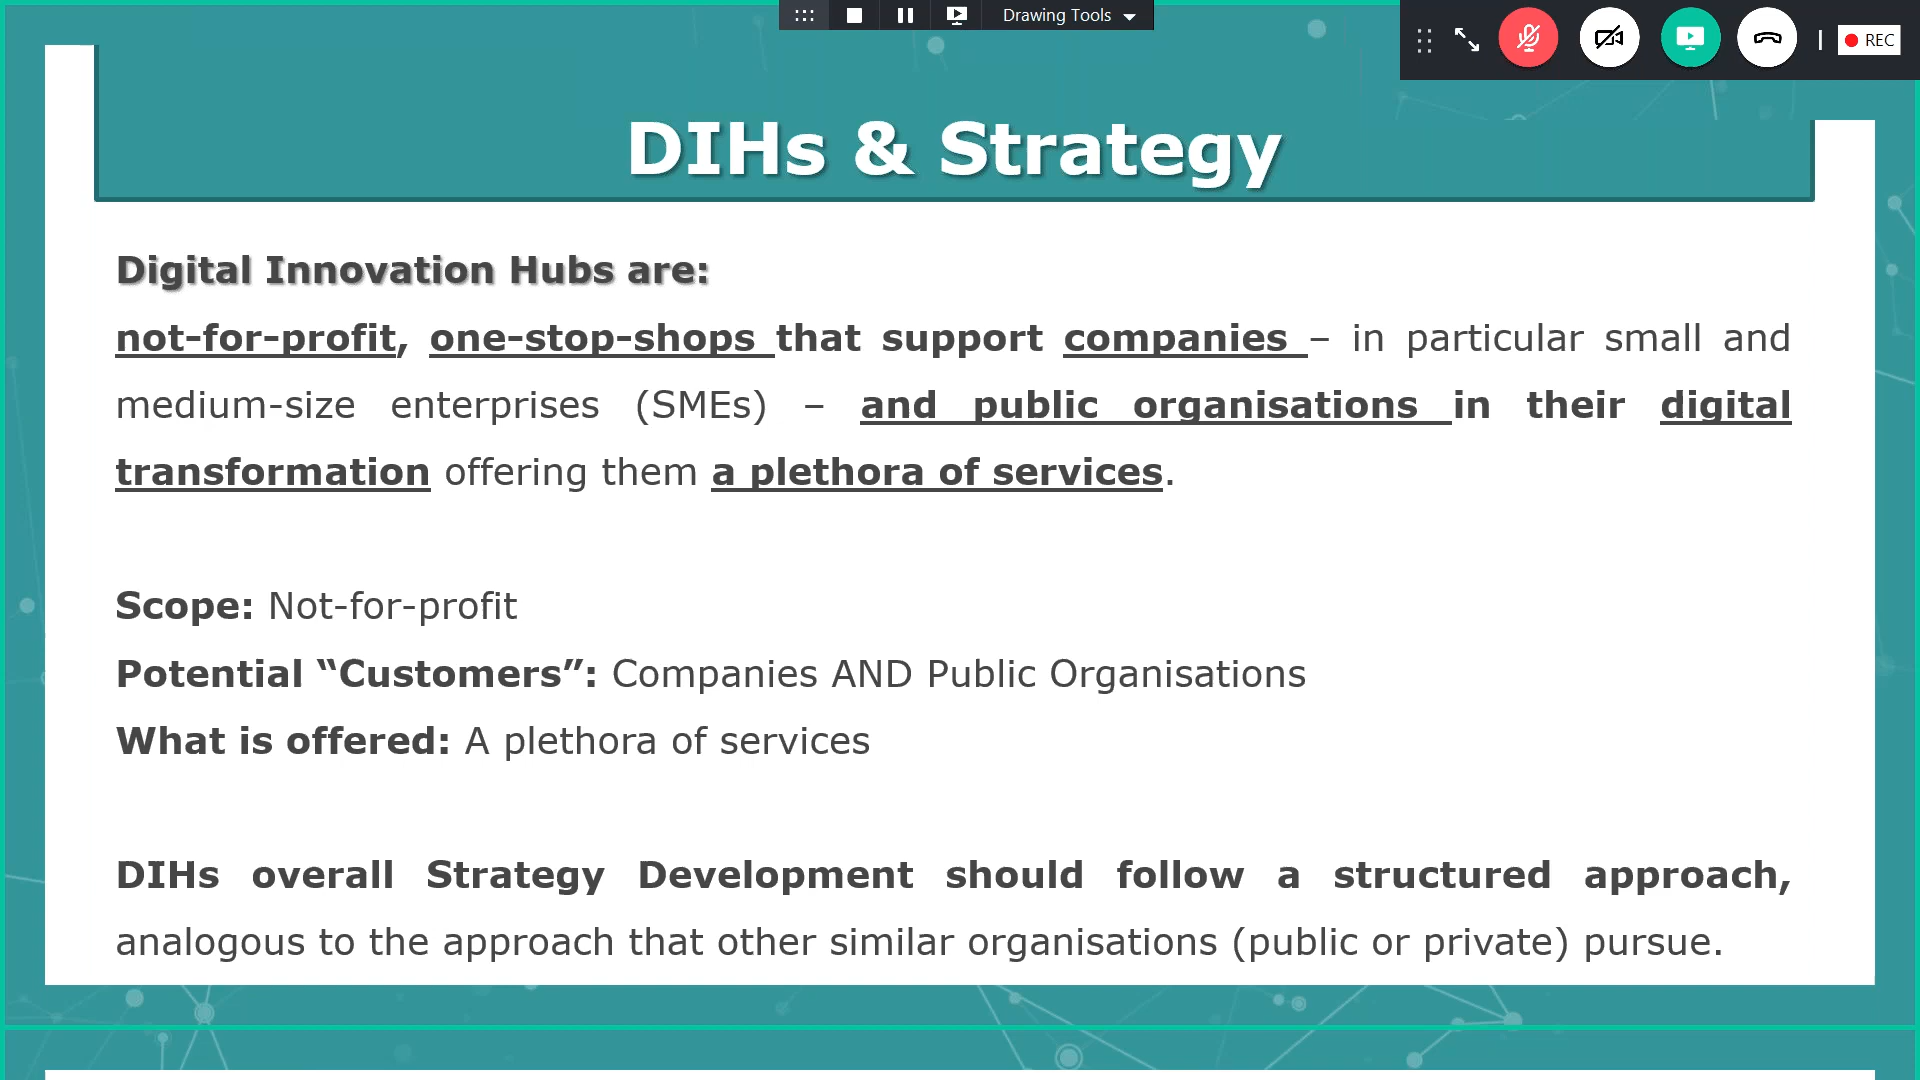 Drawing Tools
REC
DIHs & Strategy
Digital Innovation Hubs are:
not-for-profit, one-stop-shops that support companies – in particular small and
medium-size enterprises (SMEs) – and public organisations in their digital
transformation offering them a plethora of services.
Scope: Not-for-profit
Potential “Customers”: Companies AND Public Organisations
What is offered: A plethora of services
DIHs overall Strategy Development should follow a structured approach,
analogous to the approach that other similar organisations (public or private) pursue.